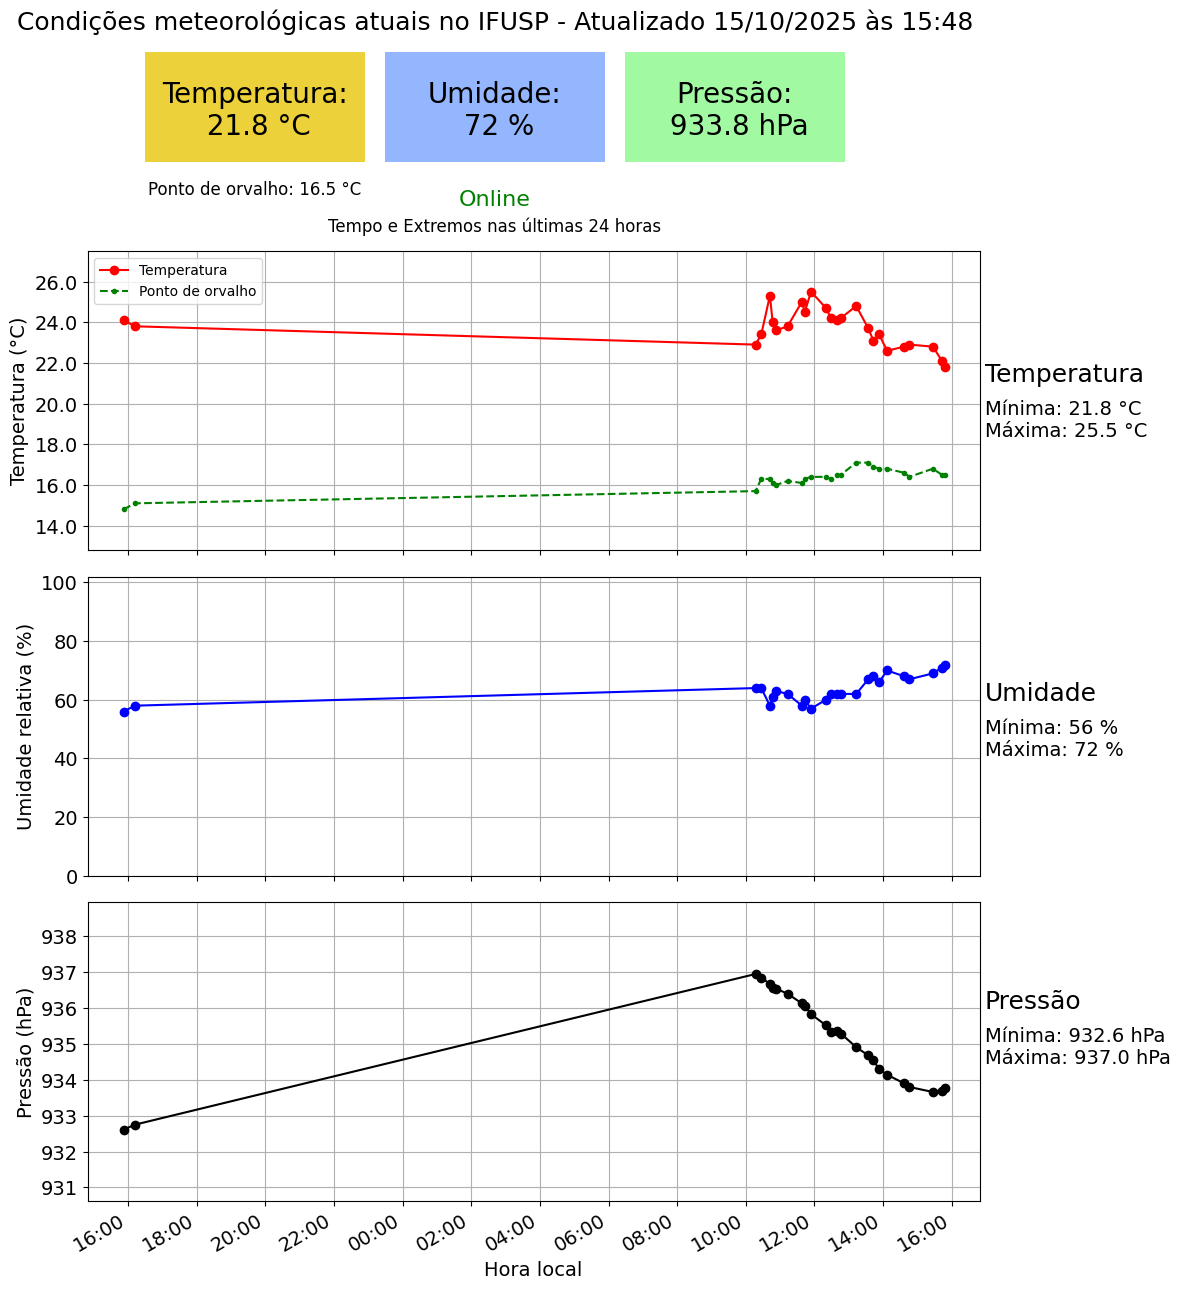 Condições meteorológicas atuais no IFUSP - Atualizado 15/10/2025 às 15:48
Temperatura:
21.8 °C
Umidade:
72 %
Pressão:
933.8 hPa
Ponto de orvalho: 16.5 °C
Online
Tempo e Extremos nas últimas 24 horas
Temperatura
Ponto de orvalho
Temperatura (°C)
26.0
24.0
22.0
20.0
18.0
16.0
14.0
Temperatura
Mínima: 21.8 °C
Máxima: 25.5 °C
Umidade relativa (%)
100
80
60
40
20
0
Umidade
Mínima: 56 %
Máxima: 72 %
Pressão (hPa)
938
937
936
935
934
933
932
931
Pressão
Mínima: 932.6 hPa
Máxima: 937.0 hPa
16:00 18:00 20:00 22:00 00:00 02:00 04:00 06:00 08:00 10:00 12:00 14:00 16:00
Hora local